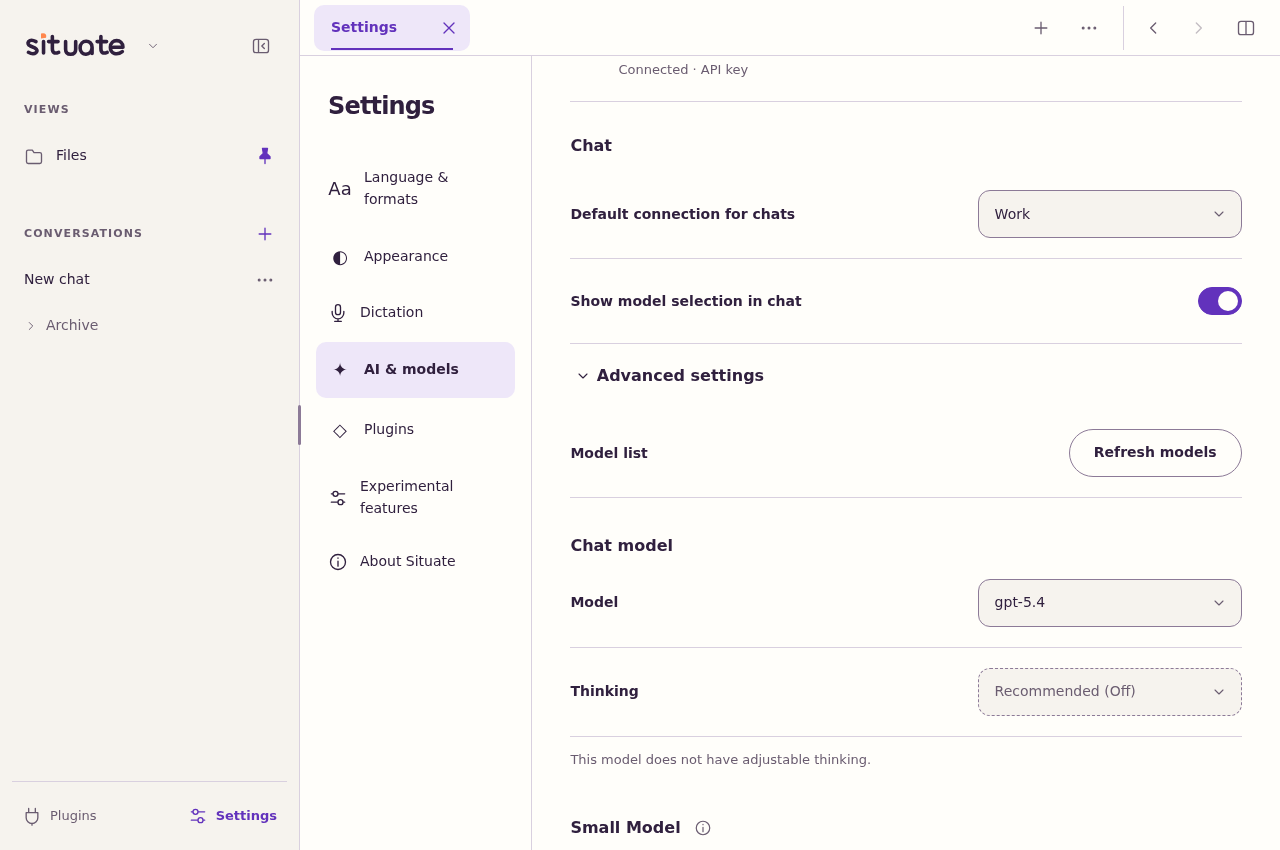 situate
VIEWS
Files
CONVERSATIONS
New chat
Archive
Plugins
Settings
Settings
Settings
Aa
Language &
formats
Appearance
Dictation
AI & models
Plugins
Experimental
features
About Situate
Connected · API key
Chat
Default connection for chats
Work
Show model selection in chat
Advanced settings
Model list
Refresh models
Chat model
Model
gpt-5.4
Thinking
Recommended (Off)
This model does not have adjustable thinking.
Small Model